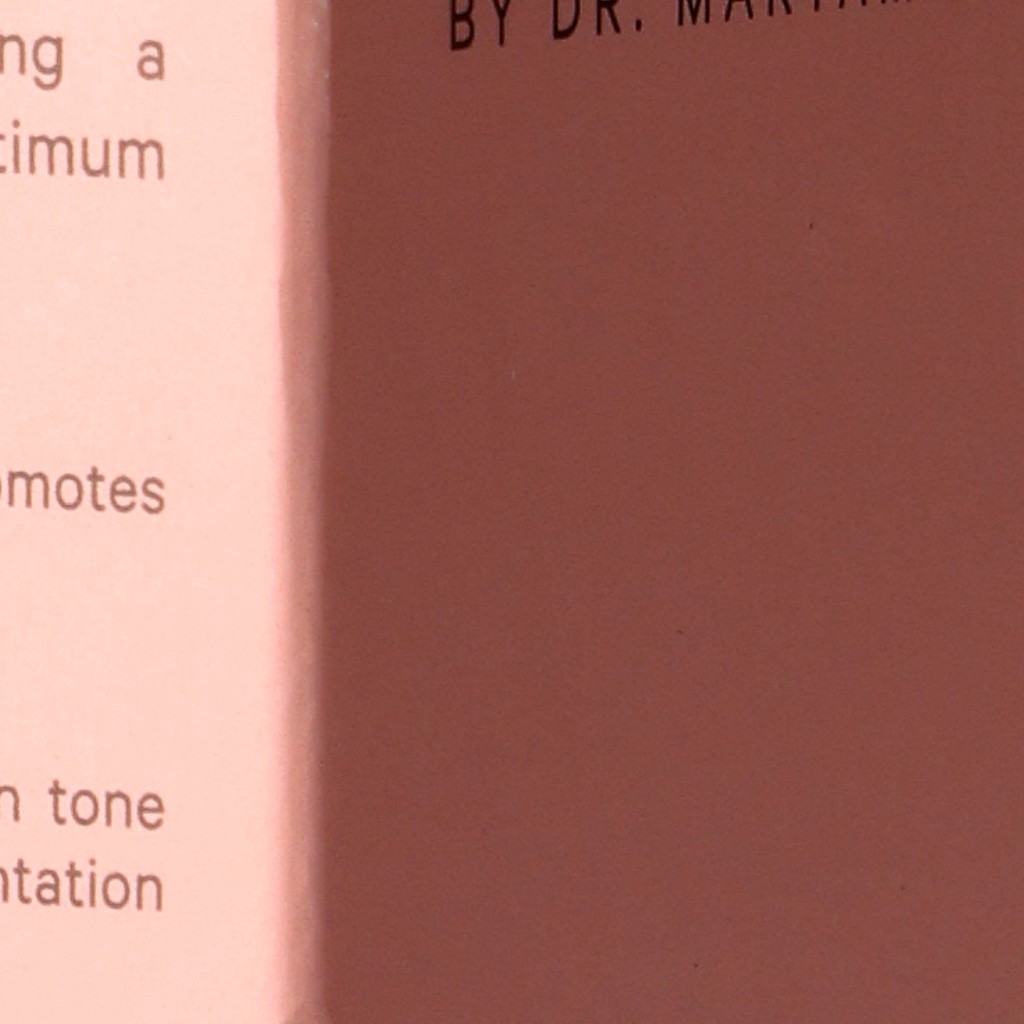 ng a
timum
omotes
n tone
ntation
BY DR.